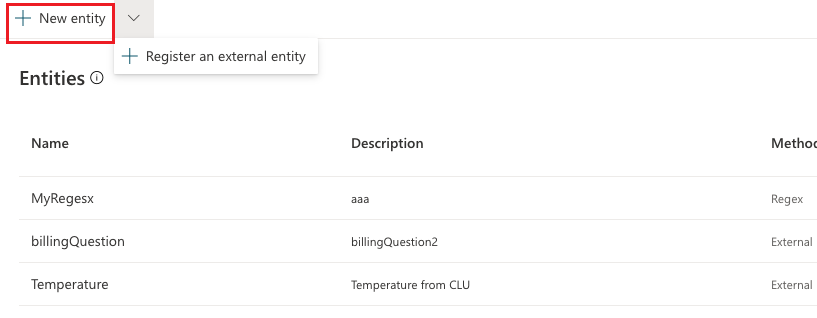 New entity
Register an external entity
Entities
Name Description Method
MyRegesx aaa Regex
billingQuestion billingQuestion2 External
Temperature Temperature from CLU External